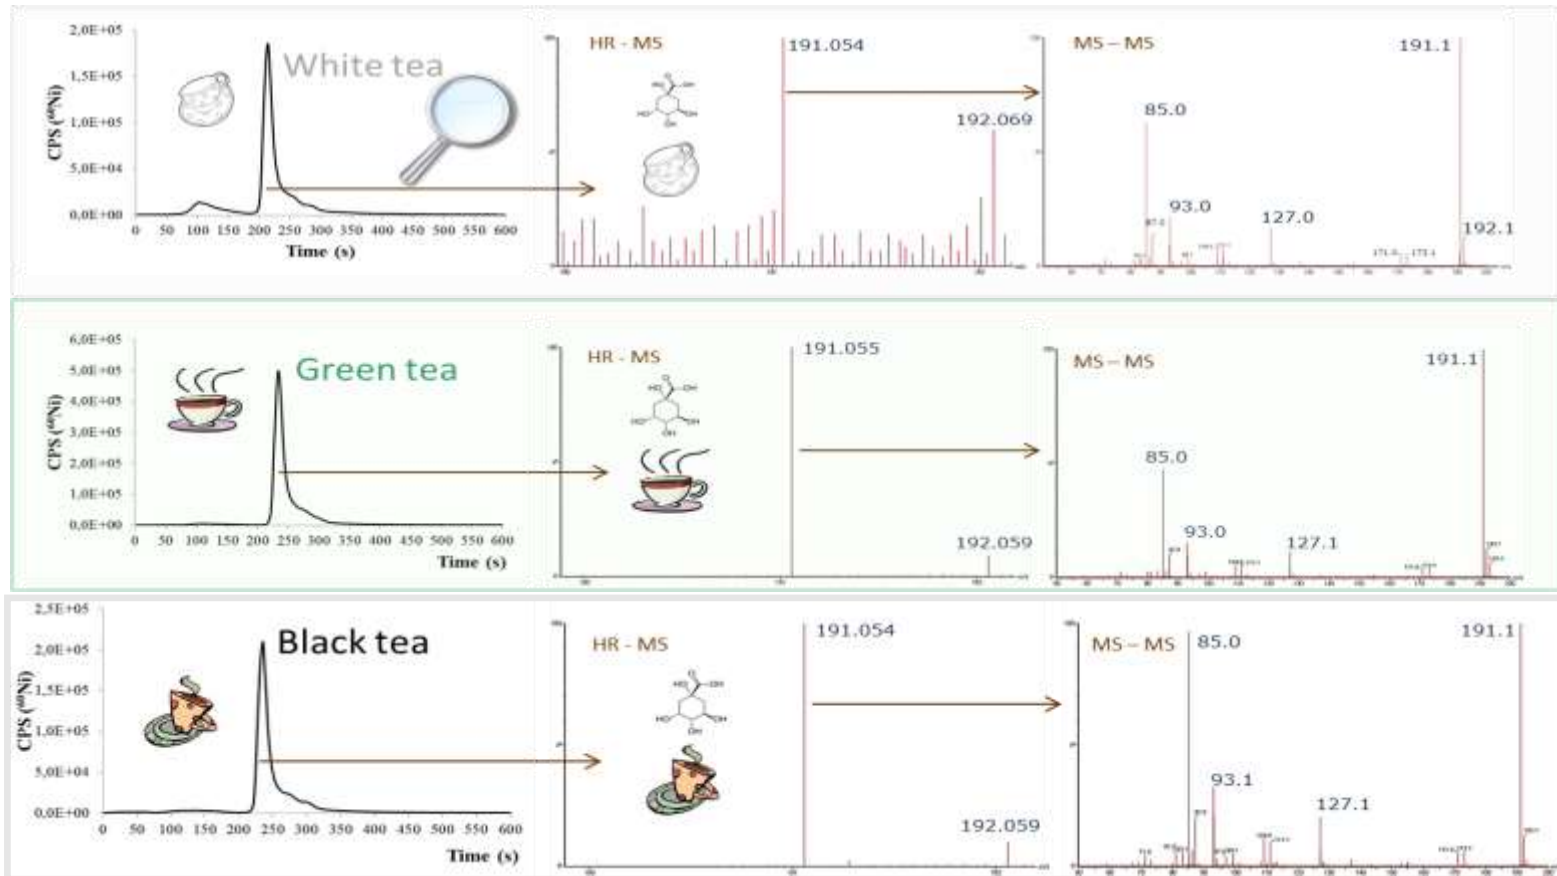 2,0E+05
1,5E+05
1,0E+05
5,0E+04
0,0E+00
CPS (⁶⁰Ni)
0 50 100 150 200 250 300 350 400 450 500 550 600
Time (s)
White tea
HR - MS
191.054
192.069
MS – MS
191.1
85.0
93.0
127.0
192.1
6,0E+05
5,0E+05
4,0E+05
3,0E+05
2,0E+05
1,0E+05
0,0E+00
CPS (⁶⁰Ni)
0 50 100 150 200 250 300 350 400 450 500 550 600
Time (s)
Green tea
HR - MS
191.055
192.059
MS – MS
191.1
85.0
93.0
127.1
2,5E+05
2,0E+05
1,5E+05
1,0E+05
5,0E+04
0,0E+00
CPS (⁶⁰Ni)
0 50 100 150 200 250 300 350 400 450 500 550 600
Time (s)
Black tea
HR - MS
191.054
192.059
MS – MS
85.0
191.1
93.1
127.1